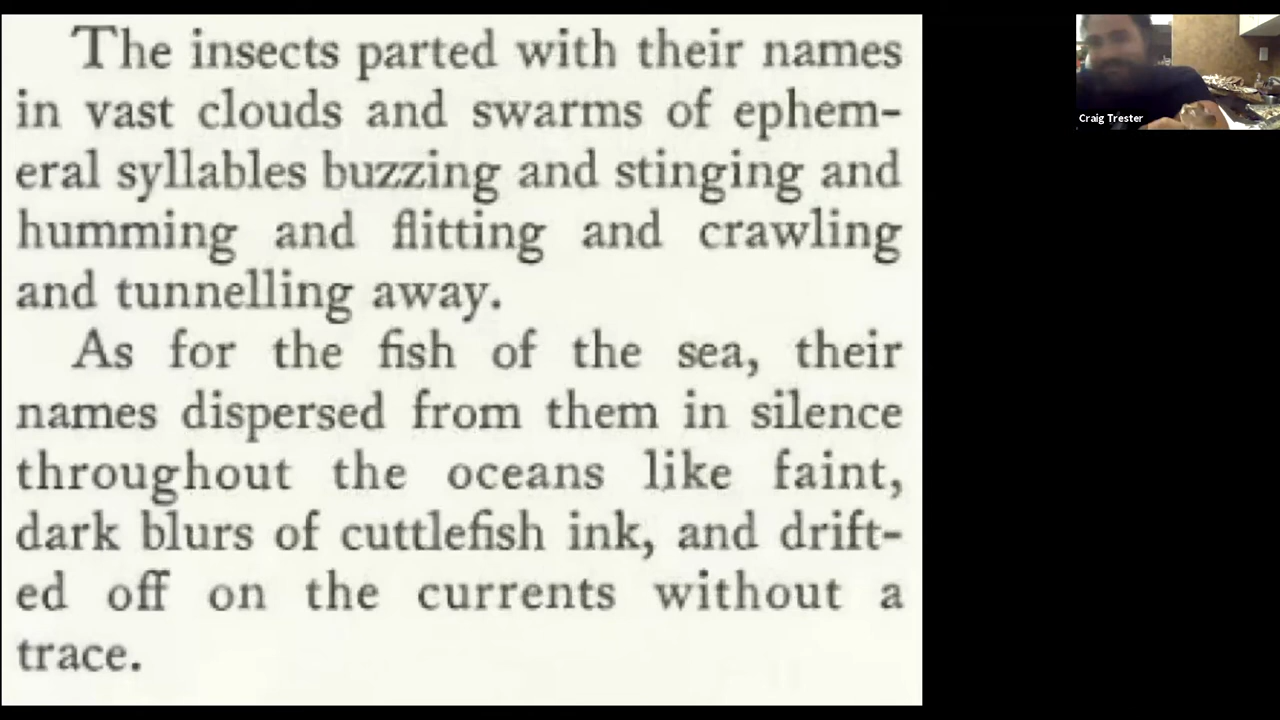 The insects parted with their names
in vast clouds and swarms of ephem-
eral syllables buzzing and stinging and
humming and flitting and crawling
and tunnelling away.
As for the fish of the sea, their
names dispersed from them in silence
throughout the oceans like faint,
dark blurs of cuttlefish ink, and drift-
ed off on the currents without a
trace.
Craig Trester